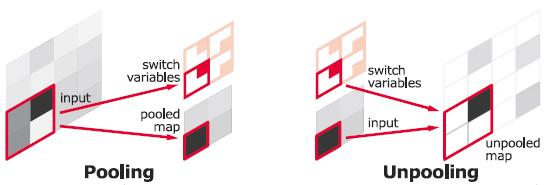 switch
variables
input
pooled
map
Pooling
switch
variables
input
unpooled
map
Unpooling